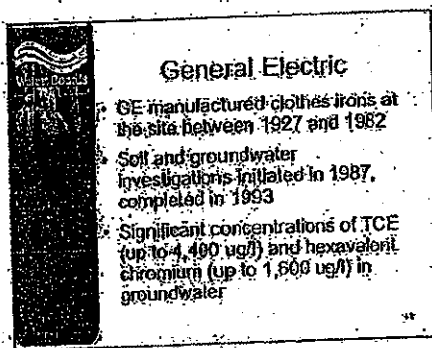 Water Boards
General Electric
• GE manufactured clothes irons at
the site between 1927 and 1982
• Soil and groundwater
investigations initiated in 1987,
completed in 1993
• Significant concentrations of TCE
(up to 4,400 ug/l) and hexavalent
chromium (up to 1,600 ug/l) in
groundwater